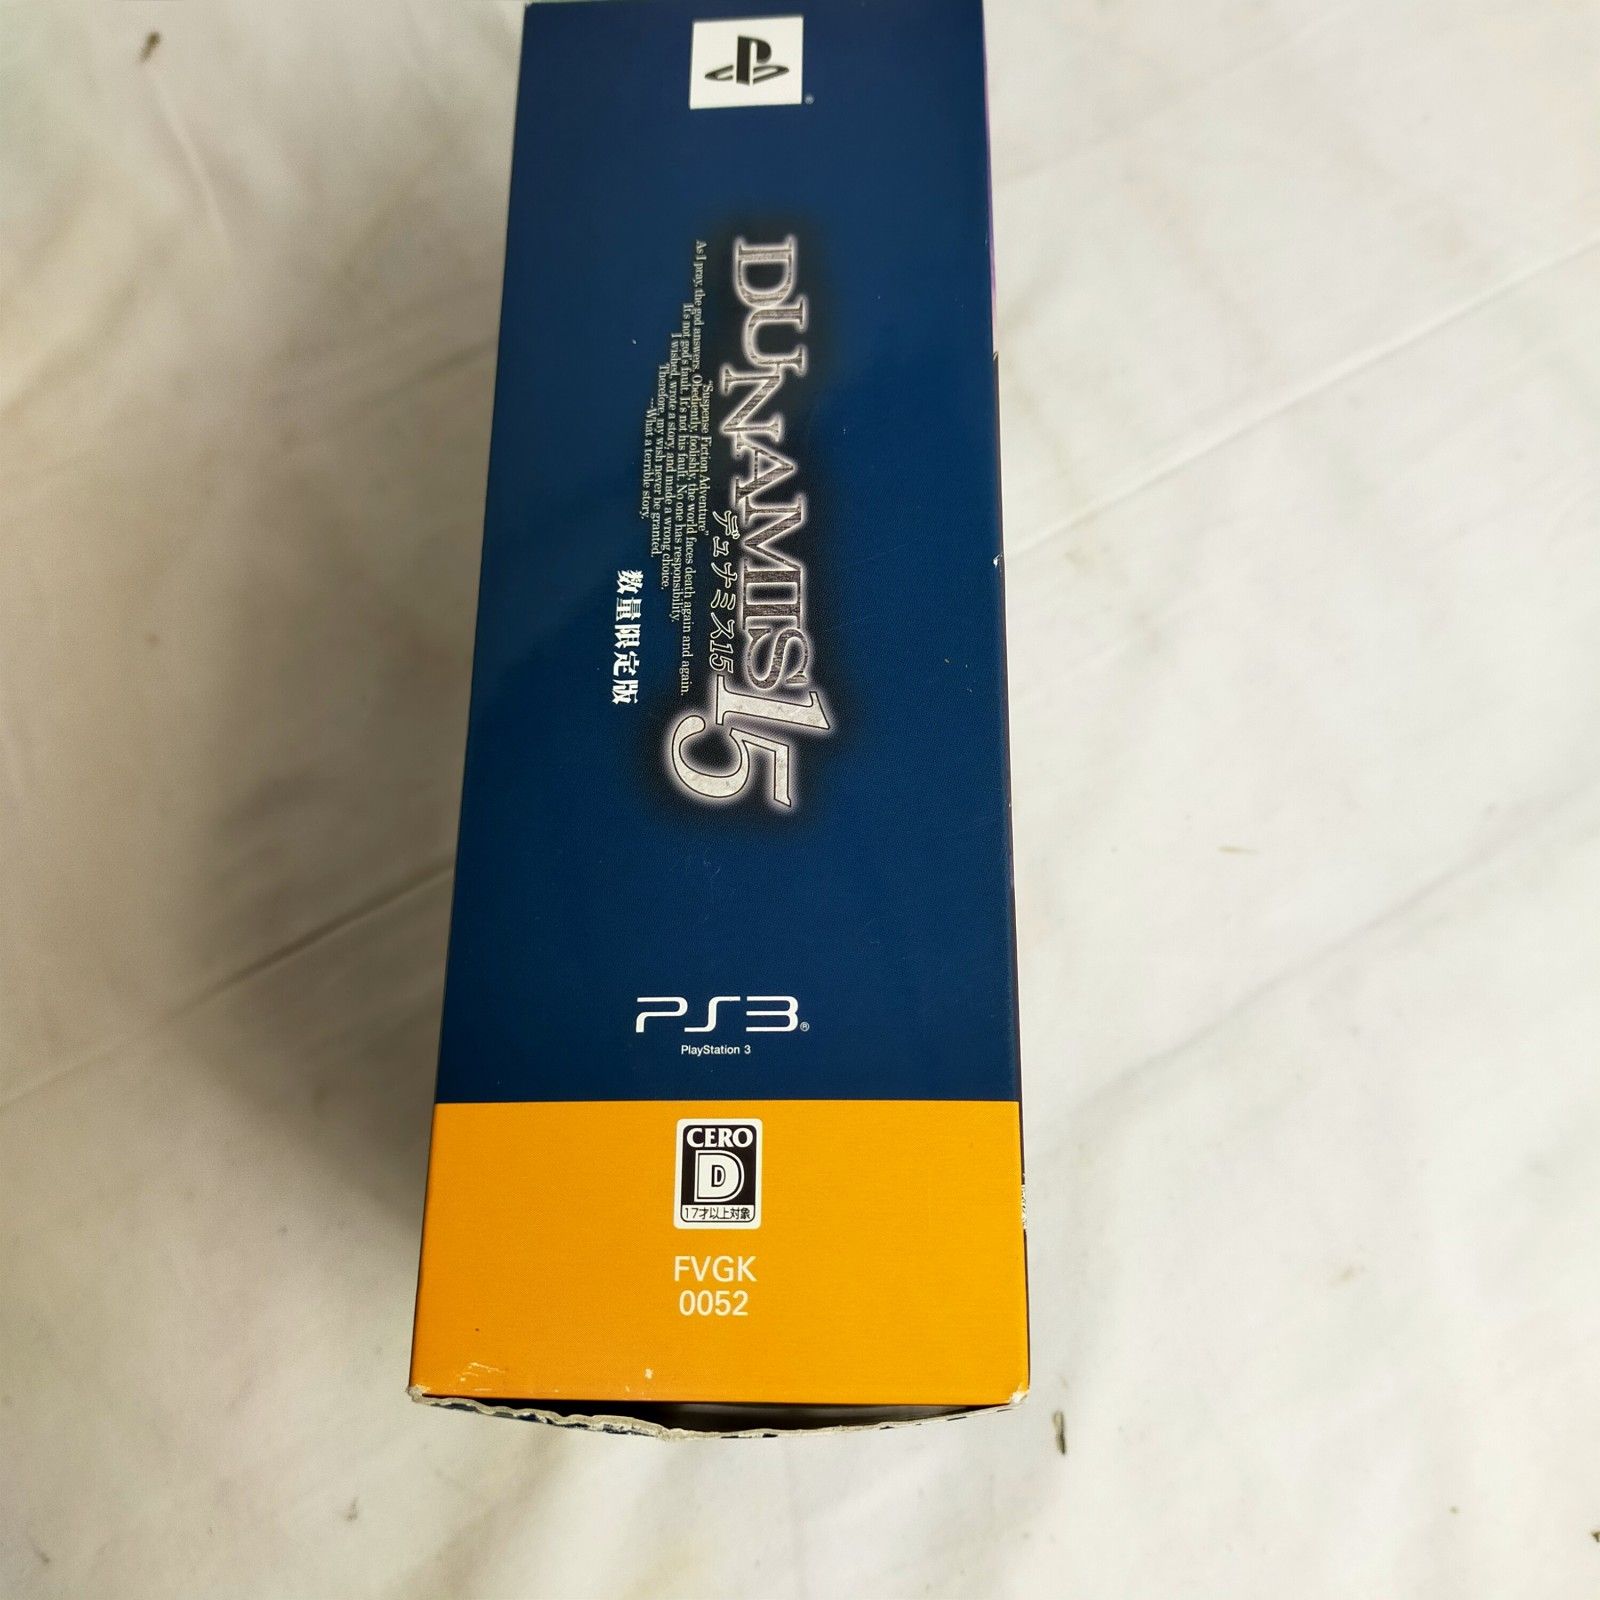 DUNAMIS15
デュナミス15
"Suspense Fiction Adventure"
As I pray, the god answers. Obediently, foolishly, the world faces death again and again.
It's not god's fault. It's not his fault. No one has responsibility.
I wished, wrote a story, and made a wrong choice.
Therefore, my wish never be granted.
...What a terrible story.
数量限定版
PS3®
PlayStation 3
CERO
D
17才以上対象
FVGK
0052